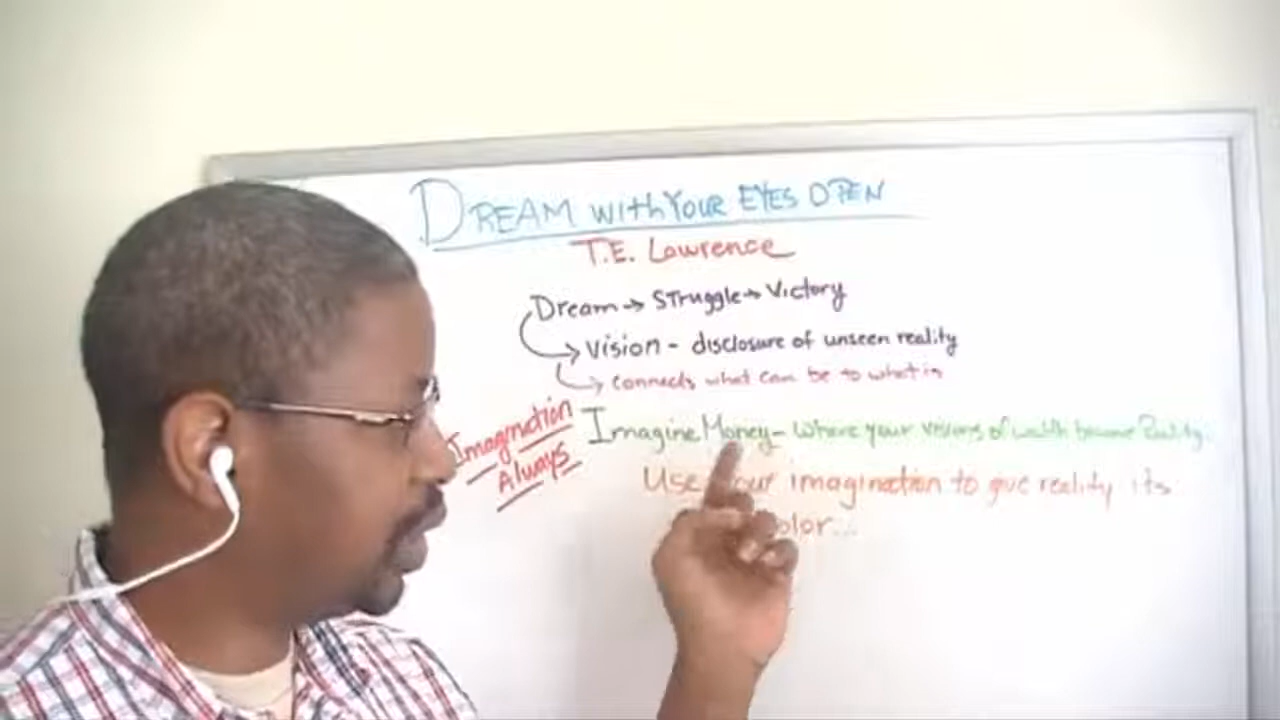 DREAM WITH YOUR EYES OPEN
T.E. Lawrence
Dream → Struggle → Victory
Vision - disclosure of unseen reality
connects what can be to what is
Imagination
Always
Imagine Money - Where your visions of wealth become Reality.
Use your imagination to give reality its
olor...